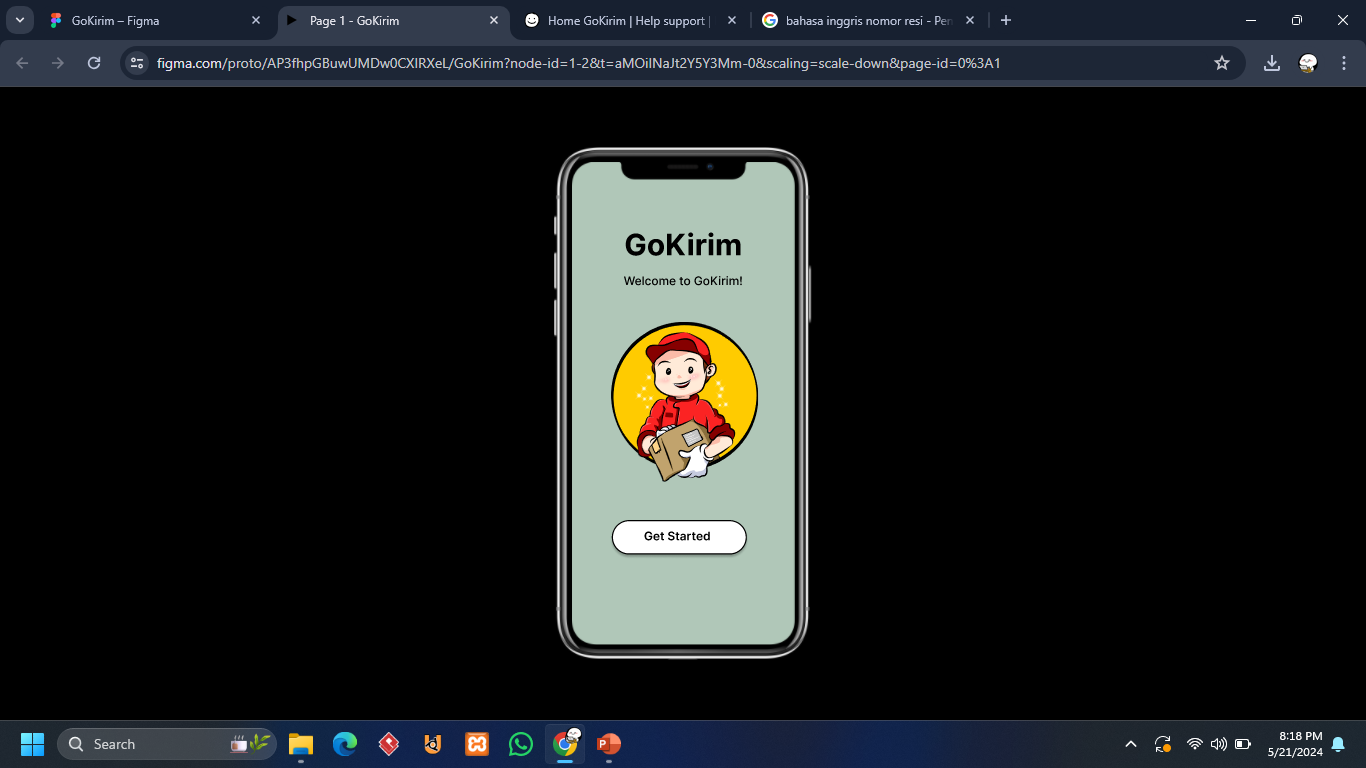 GoKirim – Figma
Page 1 - GoKirim
Home GoKirim | Help support |
bahasa inggris nomor resi - Pen
figma.com/proto/AP3fhpGBuwUMDw0CXIRXeL/GoKirim?node-id=1-2&t=aMOiINaJt2Y5Y3Mm-0&scaling=scale-down&page-id=0%3A1
GoKirim
Welcome to GoKirim!
Get Started
Search
8:18 PM
5/21/2024